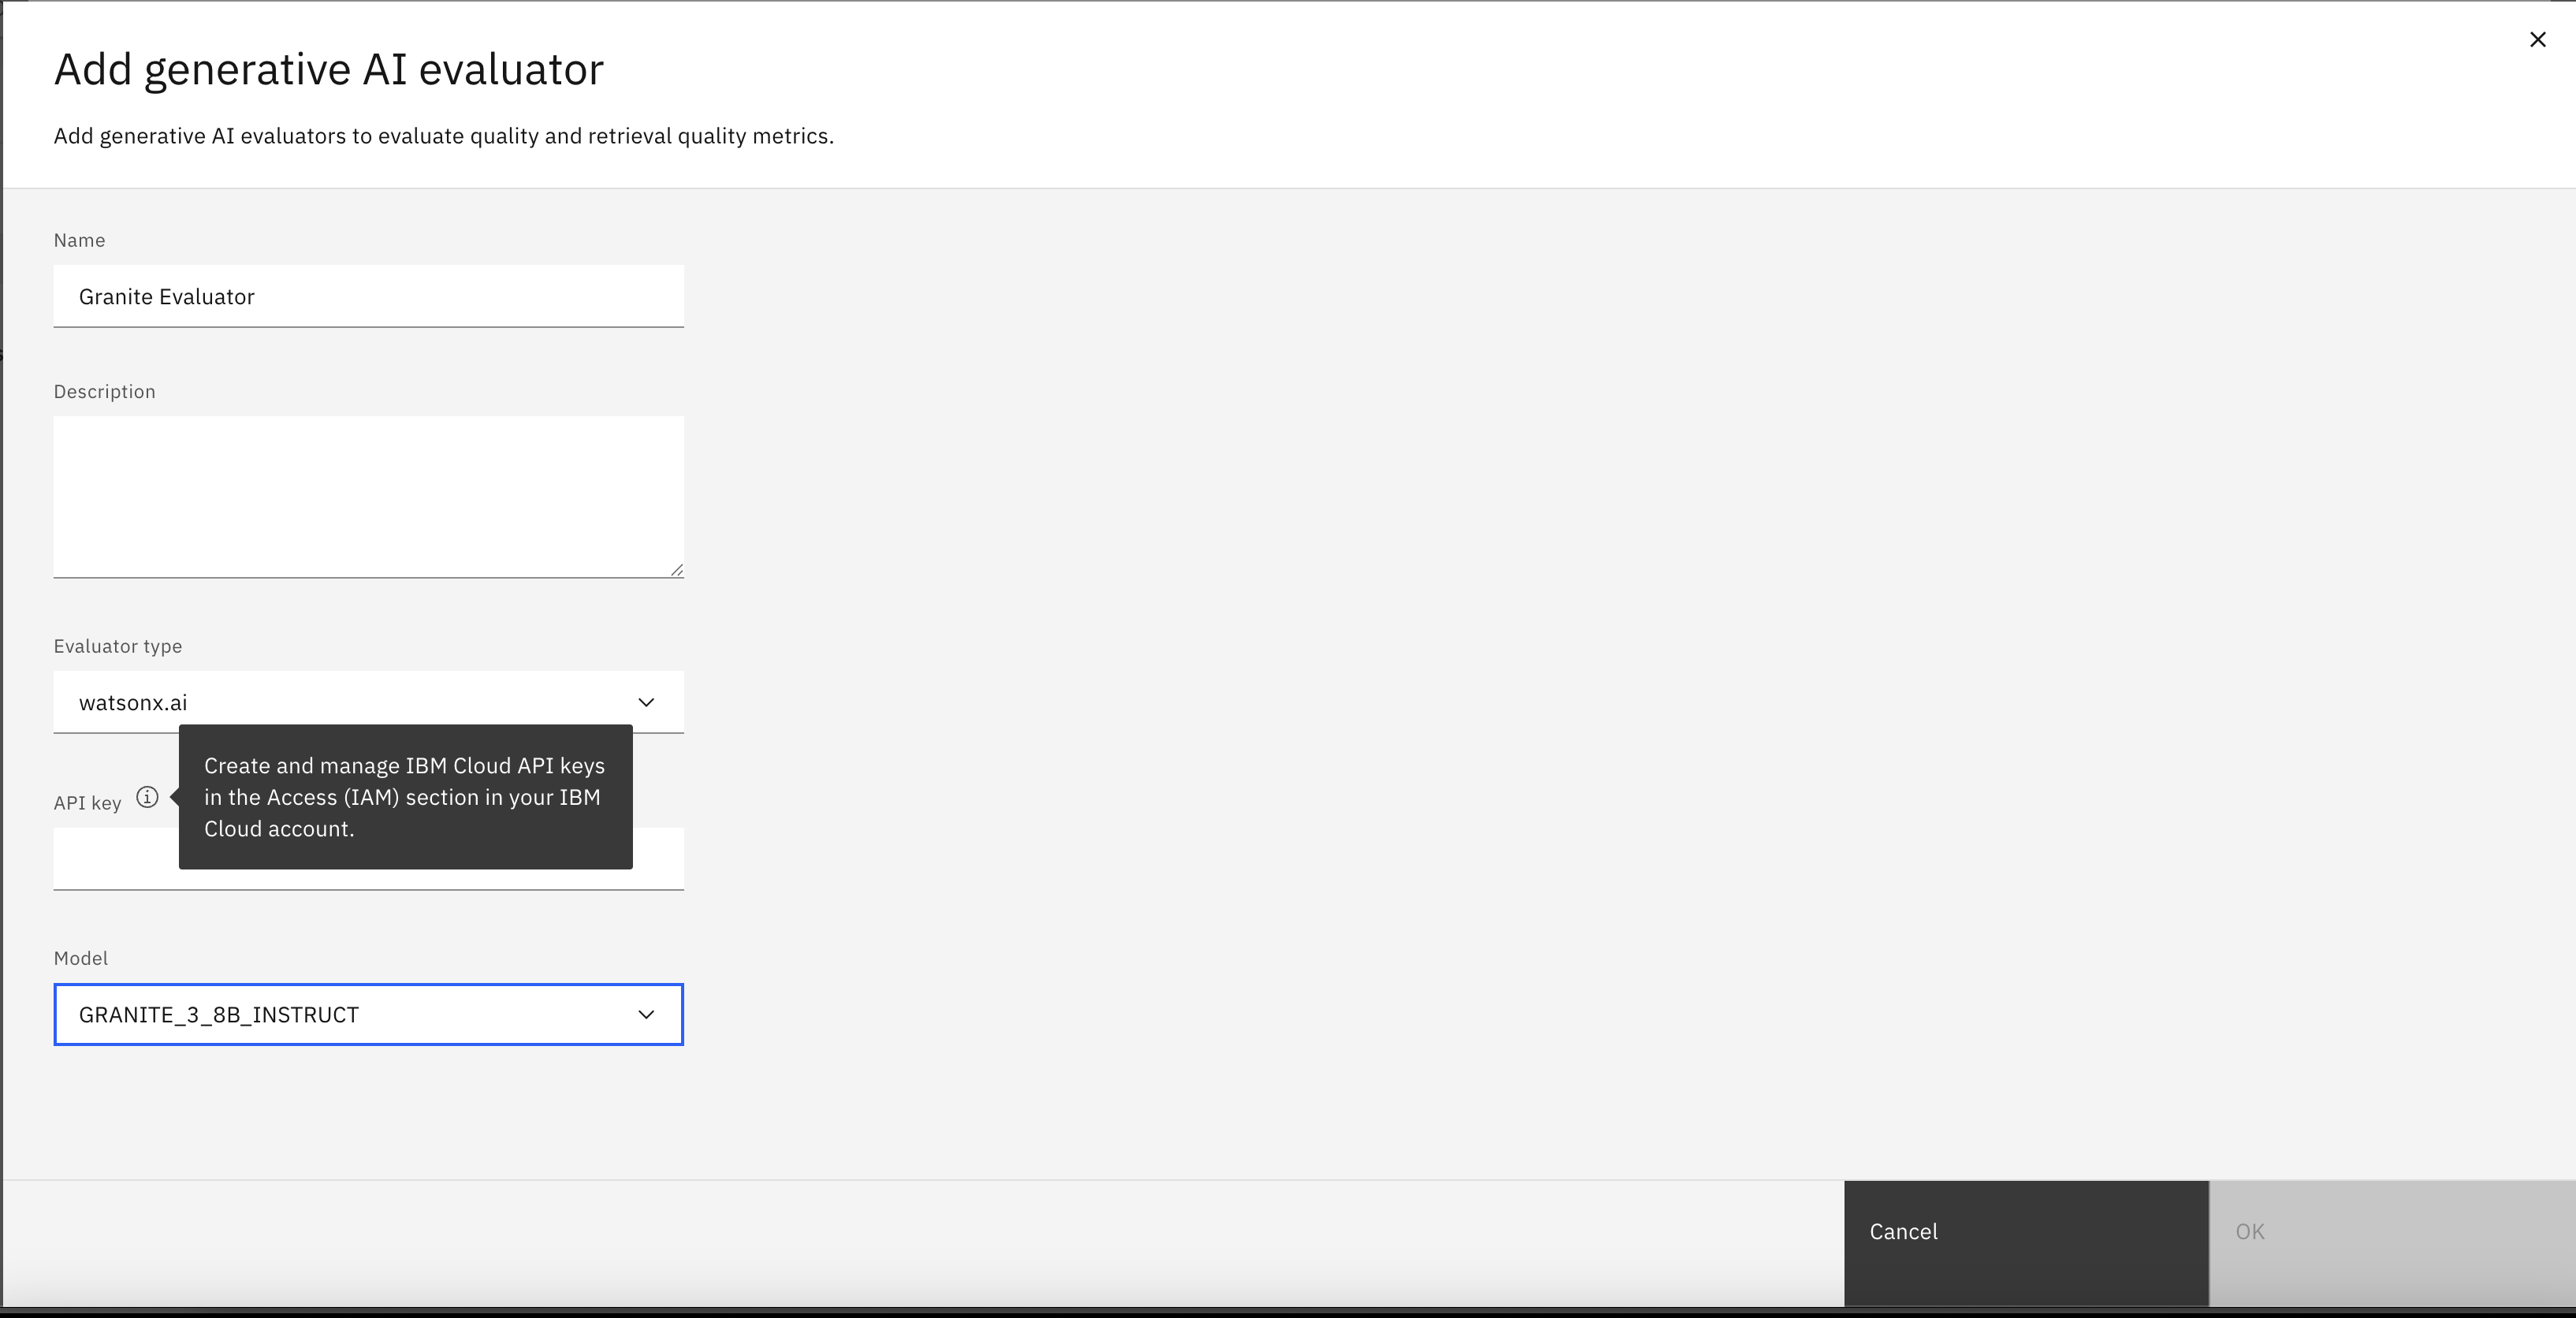 Add generative AI evaluator
Add generative AI evaluators to evaluate quality and retrieval quality metrics.
Name
Granite Evaluator
Description
Evaluator type
watsonx.ai
API key
Create and manage IBM Cloud API keys
in the Access (IAM) section in your IBM
Cloud account.
Model
GRANITE_3_8B_INSTRUCT
Cancel
OK